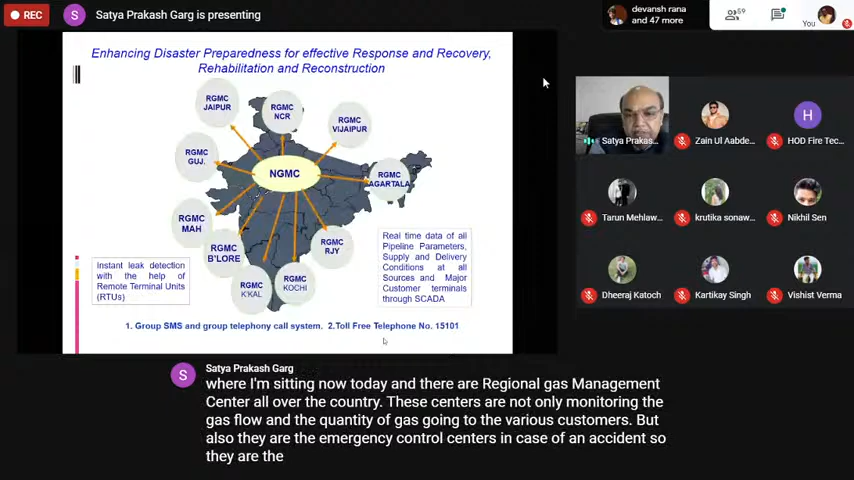 REC
S
Satya Prakash Garg is presenting
devansh rana
and 47 more
59
You
Enhancing Disaster Preparedness for effective Response and Recovery,
Rehabilitation and Reconstruction
RGMC
JAIPUR
RGMC
NCR
RGMC
VIJAIPUR
RGMC
GUJ.
NGMC
RGMC
AGARTALA
RGMC
MAH
RGMC
B'LORE
RGMC
RJY
RGMC
K'KAL
RGMC
KOCHI
Instant leak detection
with the help of
Remote Terminal Units
(RTUs)
Real time data of all
Pipeline Parameters,
Supply and Delivery
Conditions at all
Sources and Major
Customer terminals
through SCADA
1. Group SMS and group telephony call system. 2.Toll Free Telephone No. 15101
H
Satya Prakas...
Zain Ul Aabde...
HOD Fire Tec...
Tarun Mehlaw...
krutika sonaw...
Nikhil Sen
Dheeraj Katoch
Kartikay Singh
Vishist Verma
S
Satya Prakash Garg
where I'm sitting now today and there are Regional gas Management
Center all over the country. These centers are not only monitoring the
gas flow and the quantity of gas going to the various customers. But
also they are the emergency control centers in case of an accident so
they are the